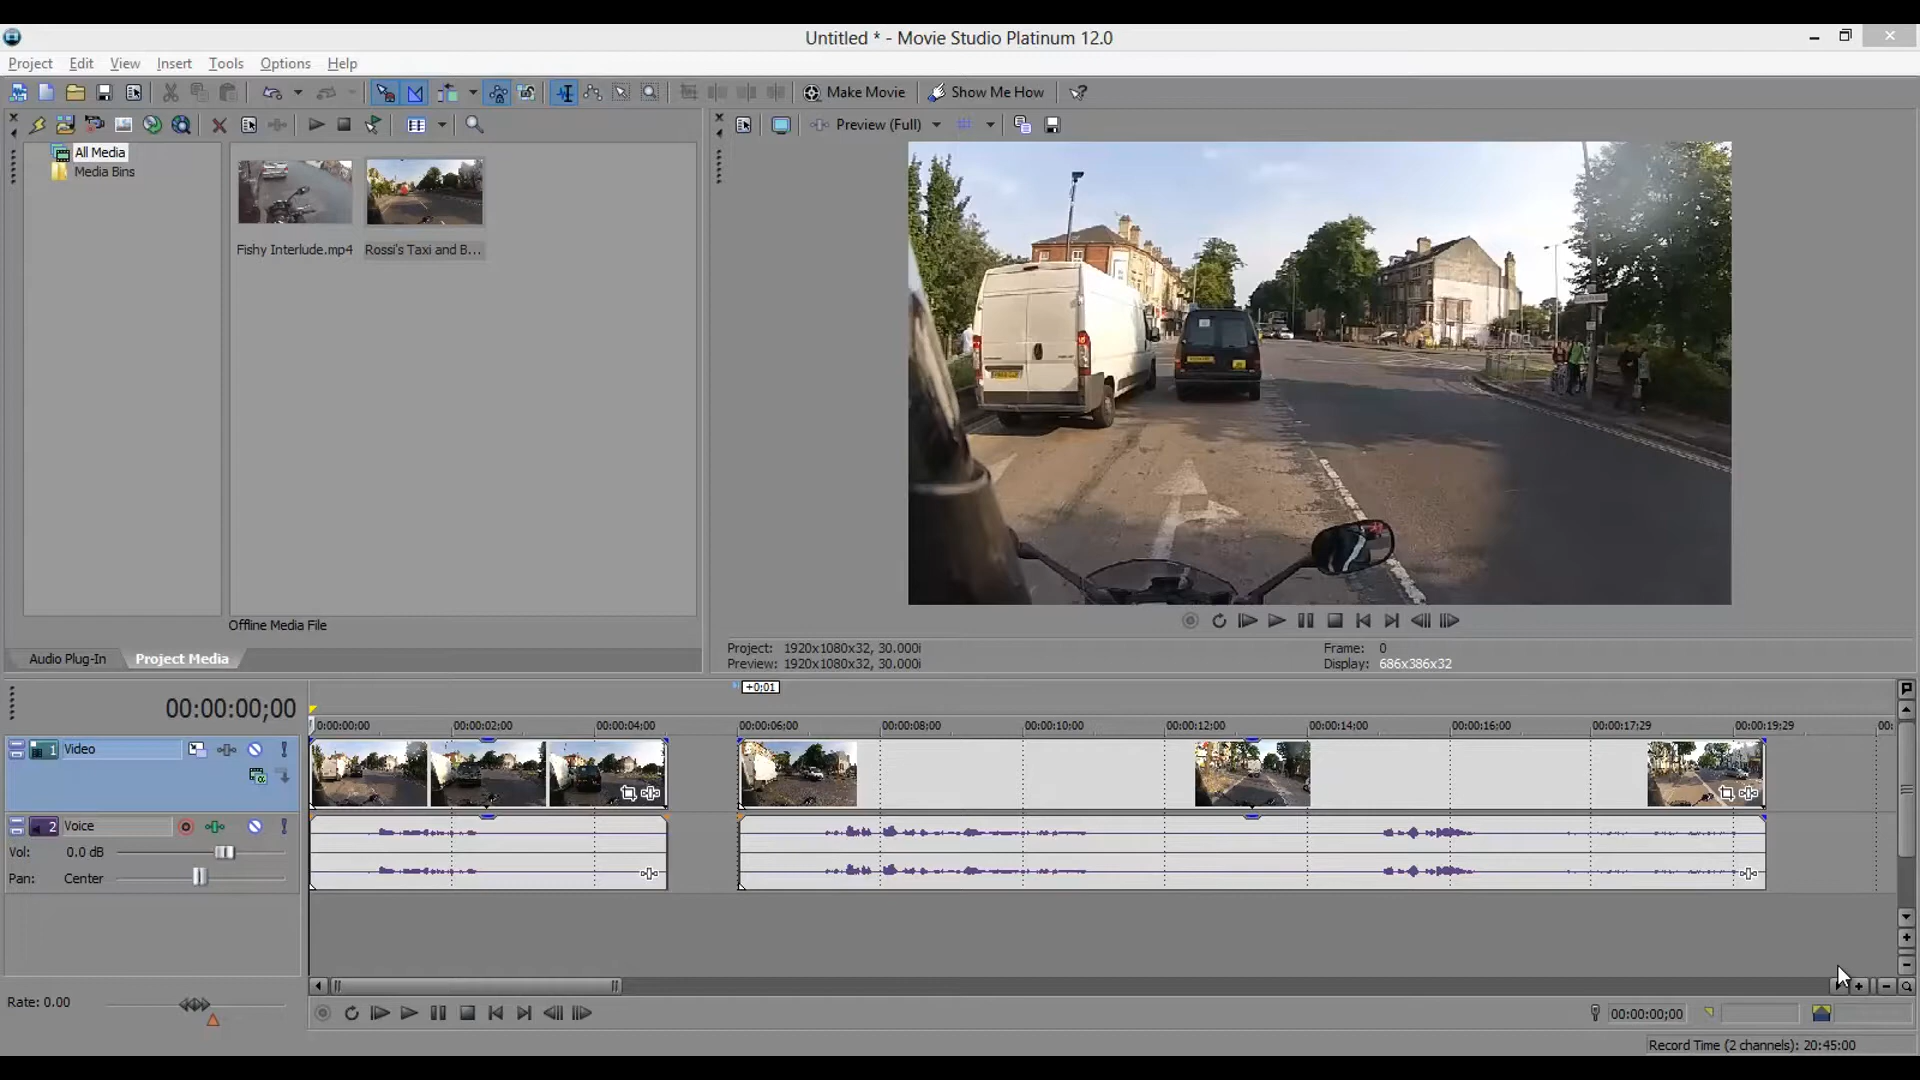 Untitled * - Movie Studio Platinum 12.0
Project Edit View Insert Tools Options Help
Make Movie Show Me How
Preview (Full)
All Media
Media Bins
Fishy Interlude.mp4 Rossi's Taxi and B...
Offline Media File
Audio Plug-In Project Media
Project: 1920x1080x32, 30.000i
Preview: 1920x1080x32, 30.000i
Frame: 0
Display: 686x386x32
00:00:00;00
+0;01
0:00:00;00 00:00:02;00 00:00:04;00 00:00:06;00 00:00:08;00 00:00:10;00 00:00:12;00 00:00:14;00 00:00:16;00 00:00:17;29 00:00:19;29 00:
1 Video
2 Voice
Vol: 0.0 dB
Pan: Center
Rate: 0.00
00:00:00;00
Record Time (2 channels): 20:45:00